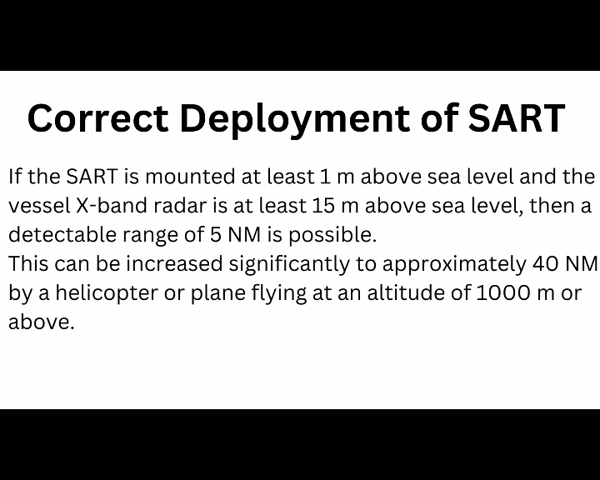 Correct Deployment of SART
If the SART is mounted at least 1 m above sea level and the
vessel X-band radar is at least 15 m above sea level, then a
detectable range of 5 NM is possible.
This can be increased significantly to approximately 40 NM
by a helicopter or plane flying at an altitude of 1000 m or
above.